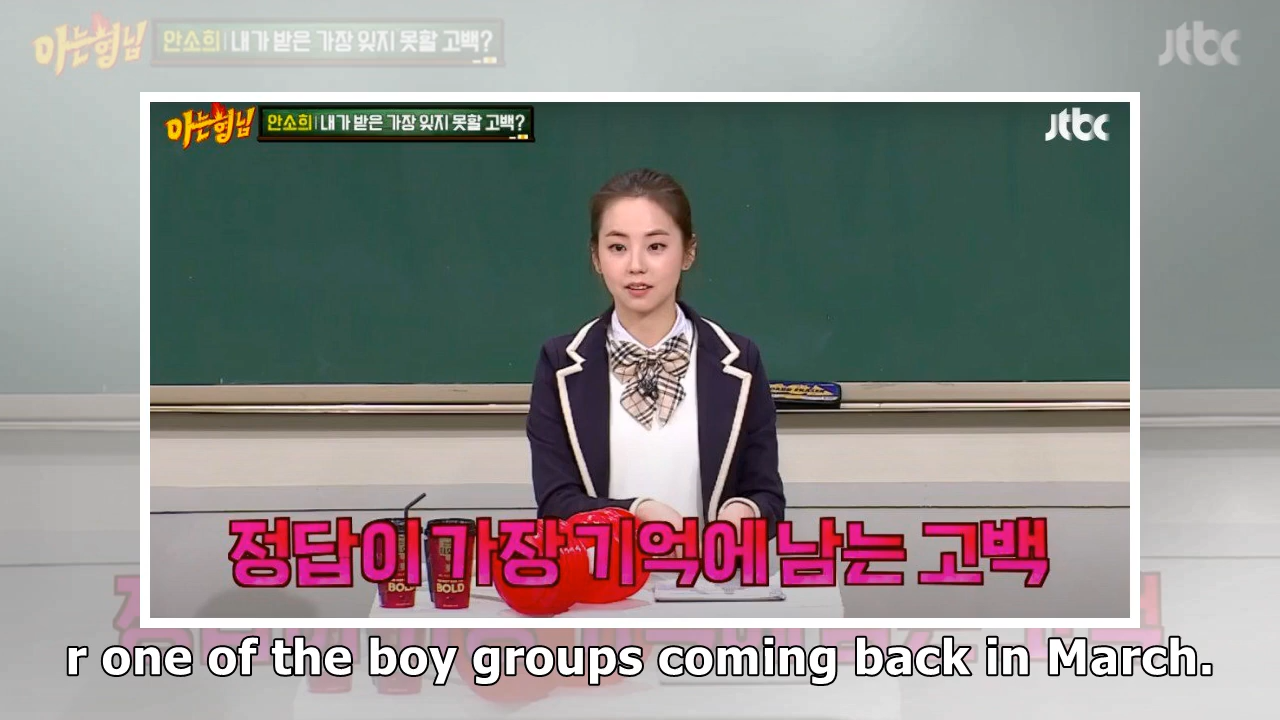 아는형님 안소희 | 내가 받은 가장 잊지 못할 고백? jtbc
아는형님 안소희 | 내가 받은 가장 잊지 못할 고백? jtbc
정답이 가장 기억에 남는 고백
BOLD BOLD
r one of the boy groups coming back in March.